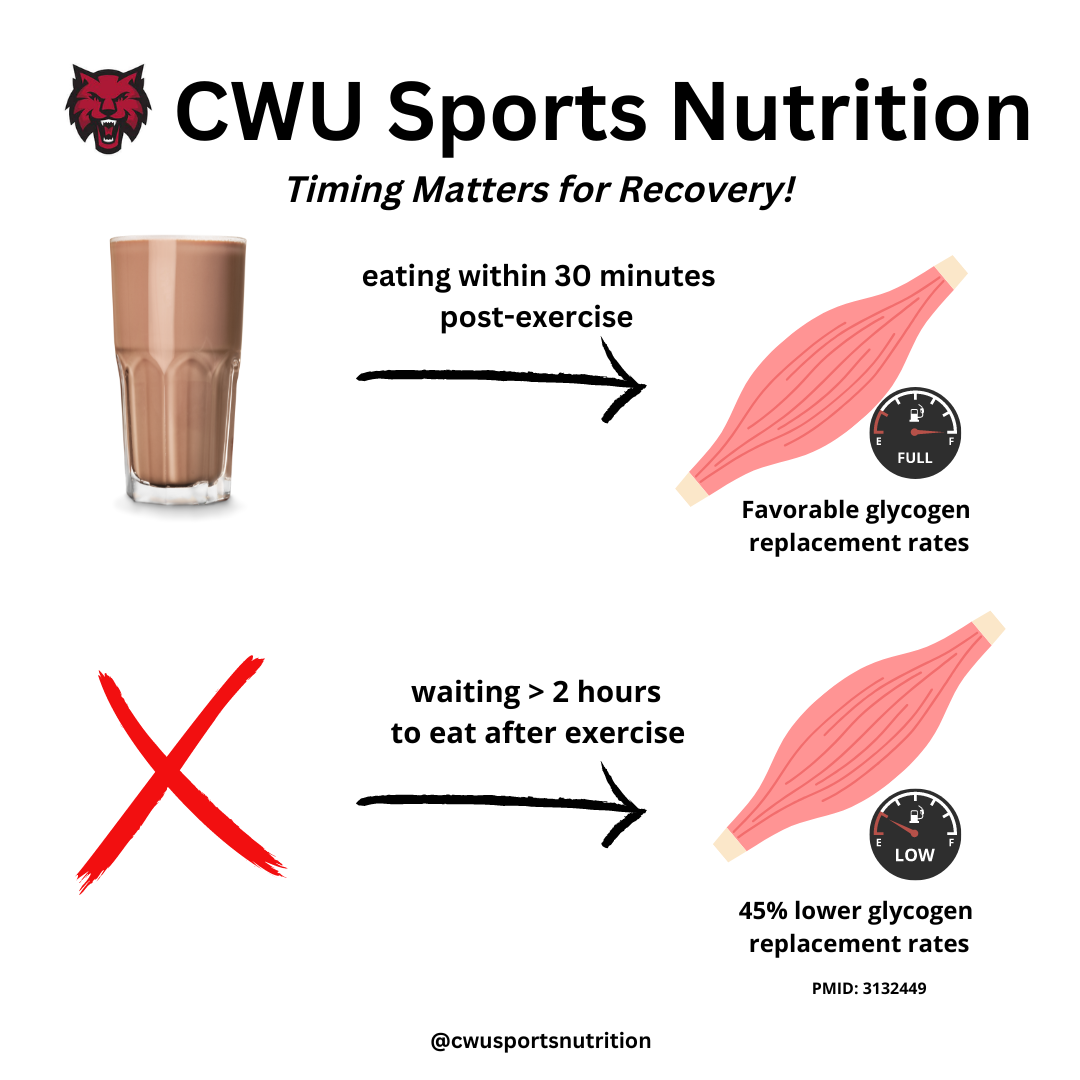 CWU Sports Nutrition
Timing Matters for Recovery!
eating within 30 minutes
post-exercise
E F
FULL
Favorable glycogen
replacement rates
waiting > 2 hours
to eat after exercise
E F
LOW
45% lower glycogen
replacement rates
PMID: 3132449
@cwusportsnutrition